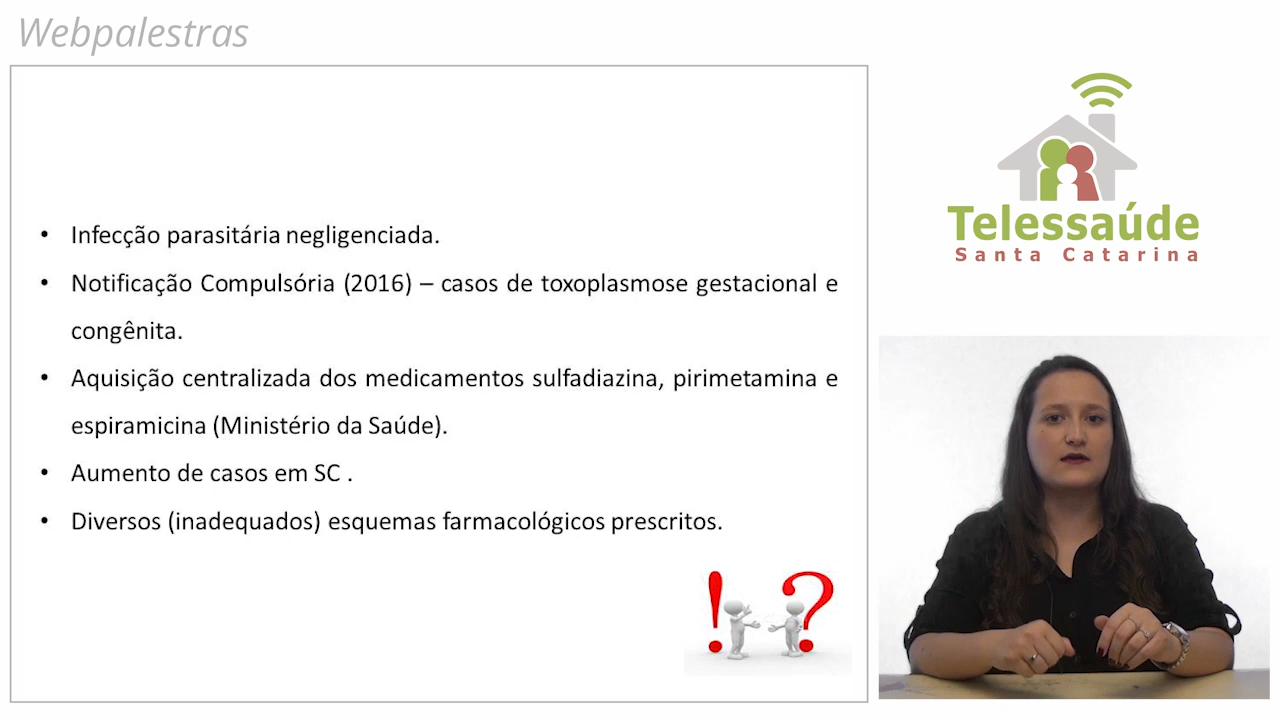 Webpalestras
• Infecção parasitária negligenciada.
• Notificação Compulsória (2016) – casos de toxoplasmose gestacional e
congênita.
• Aquisição centralizada dos medicamentos sulfadiazina, pirimetamina e
espiramicina (Ministério da Saúde).
• Aumento de casos em SC .
• Diversos (inadequados) esquemas farmacológicos prescritos.
! ?
Telessaúde
Santa Catarina